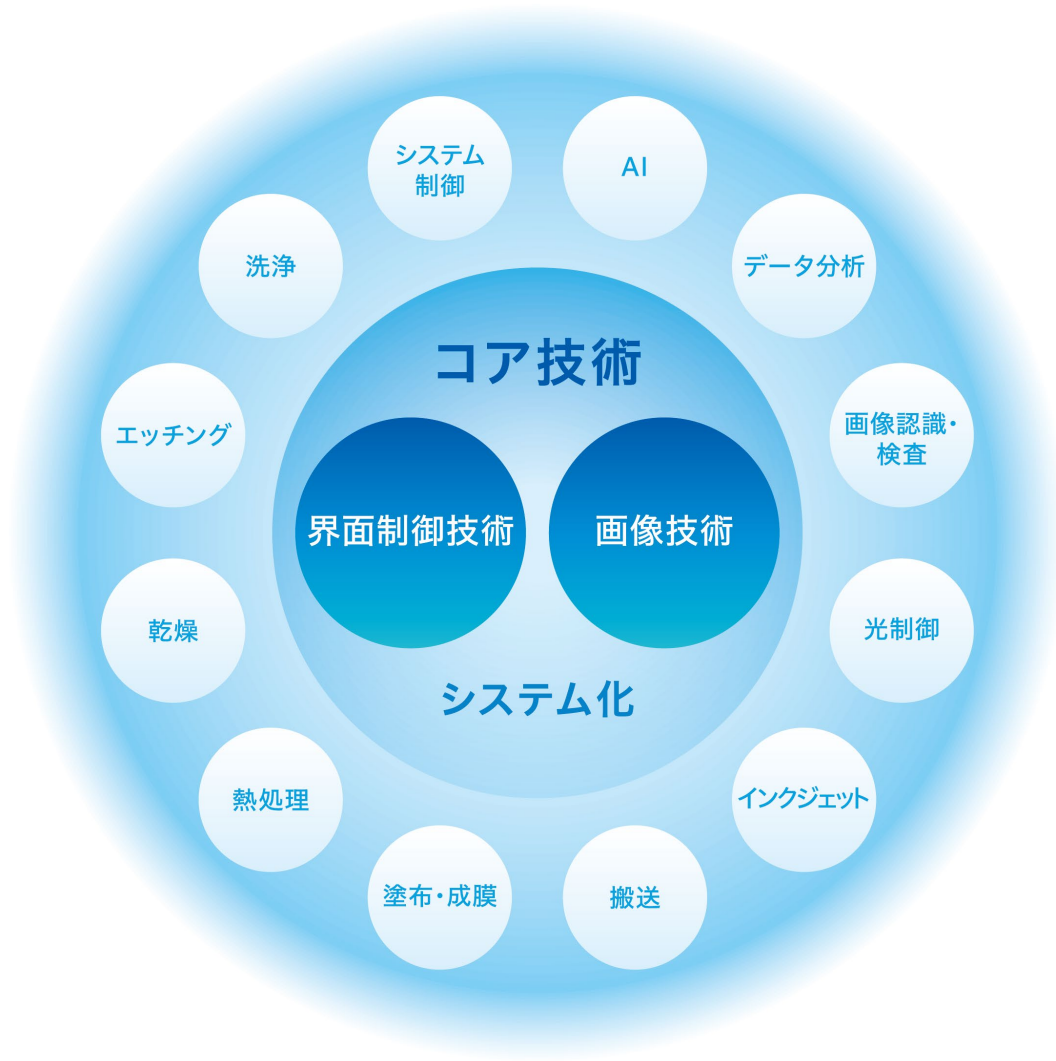 システム
制御
AI
洗浄
データ分析
コア技術
エッチング
画像認識・
検査
界面制御技術
画像技術
乾燥
光制御
システム化
熱処理
インクジェット
塗布・成膜
搬送